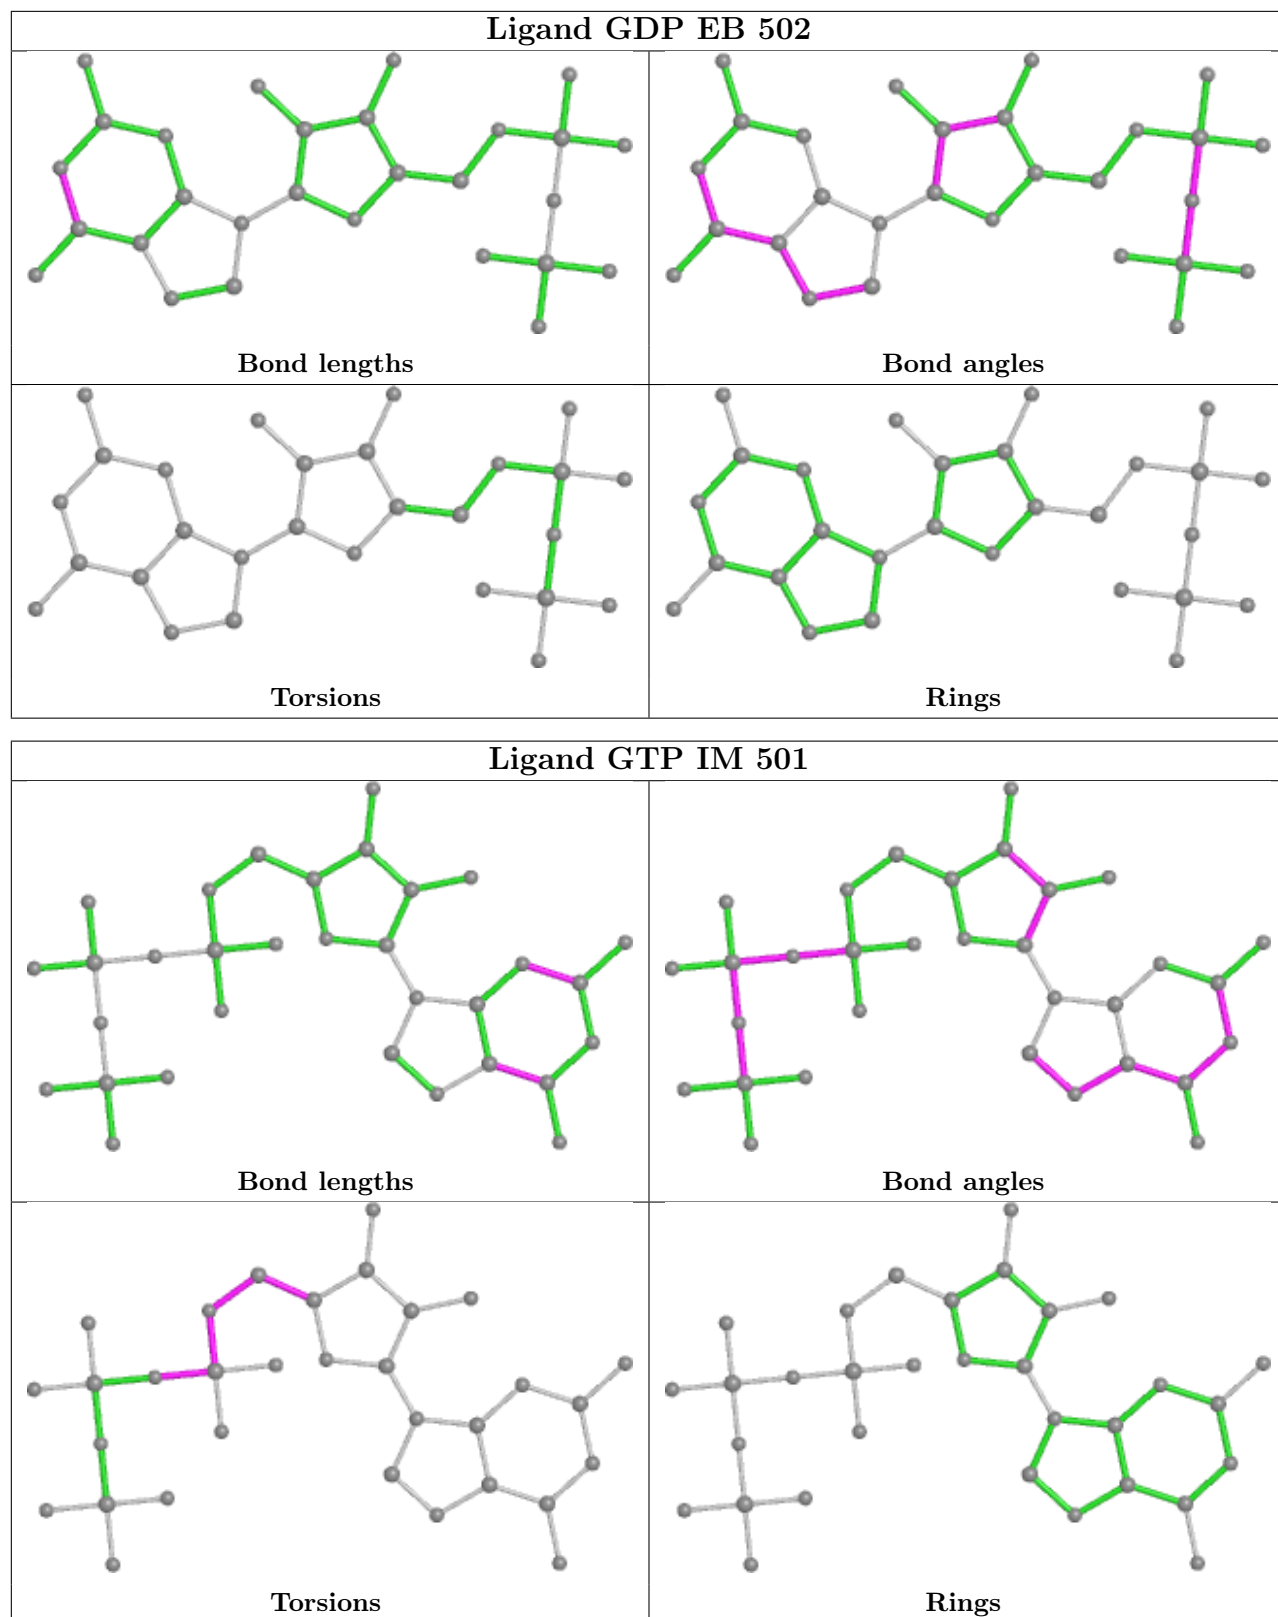 Ligand GDP EB 502
Bond lengths
Bond angles
Torsions
Rings
Ligand GTP IM 501
Bond lengths
Bond angles
Torsions
Rings